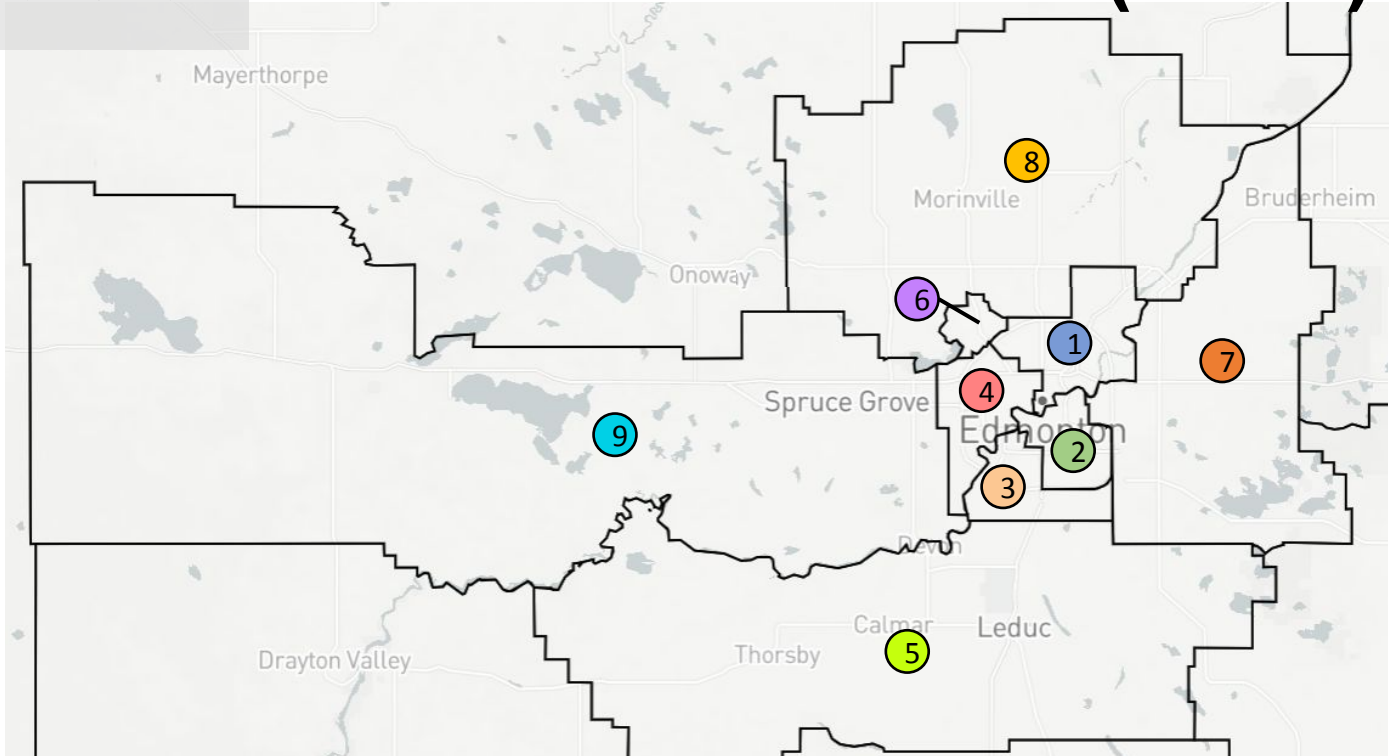 Mayerthorpe
8
Morinville
Bruderheim
Onoway
6
1
7
4
Spruce Grove
Edmonton
9
2
3
Devon
Calmar
Leduc
5
Thorsby
Drayton Valley